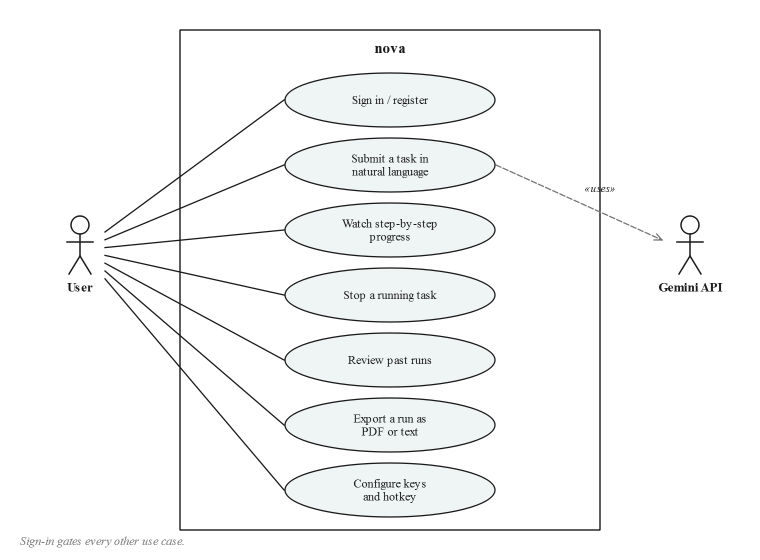 nova
Sign in / register
Submit a task in
natural language
«uses»
Watch step-by-step
progress
User
Gemini API
Stop a running task
Review past runs
Export a run as
PDF or text
Configure keys
and hotkey
Sign-in gates every other use case.